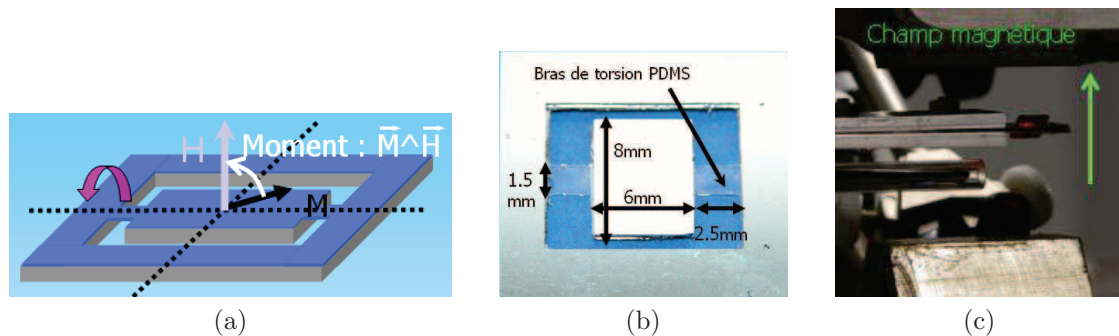 H
Moment : M^H
M
(a)
Bras de torsion PDMS
8mm
1.5
mm
6mm
2.5mm
(b)
Champ magnétique
(c)